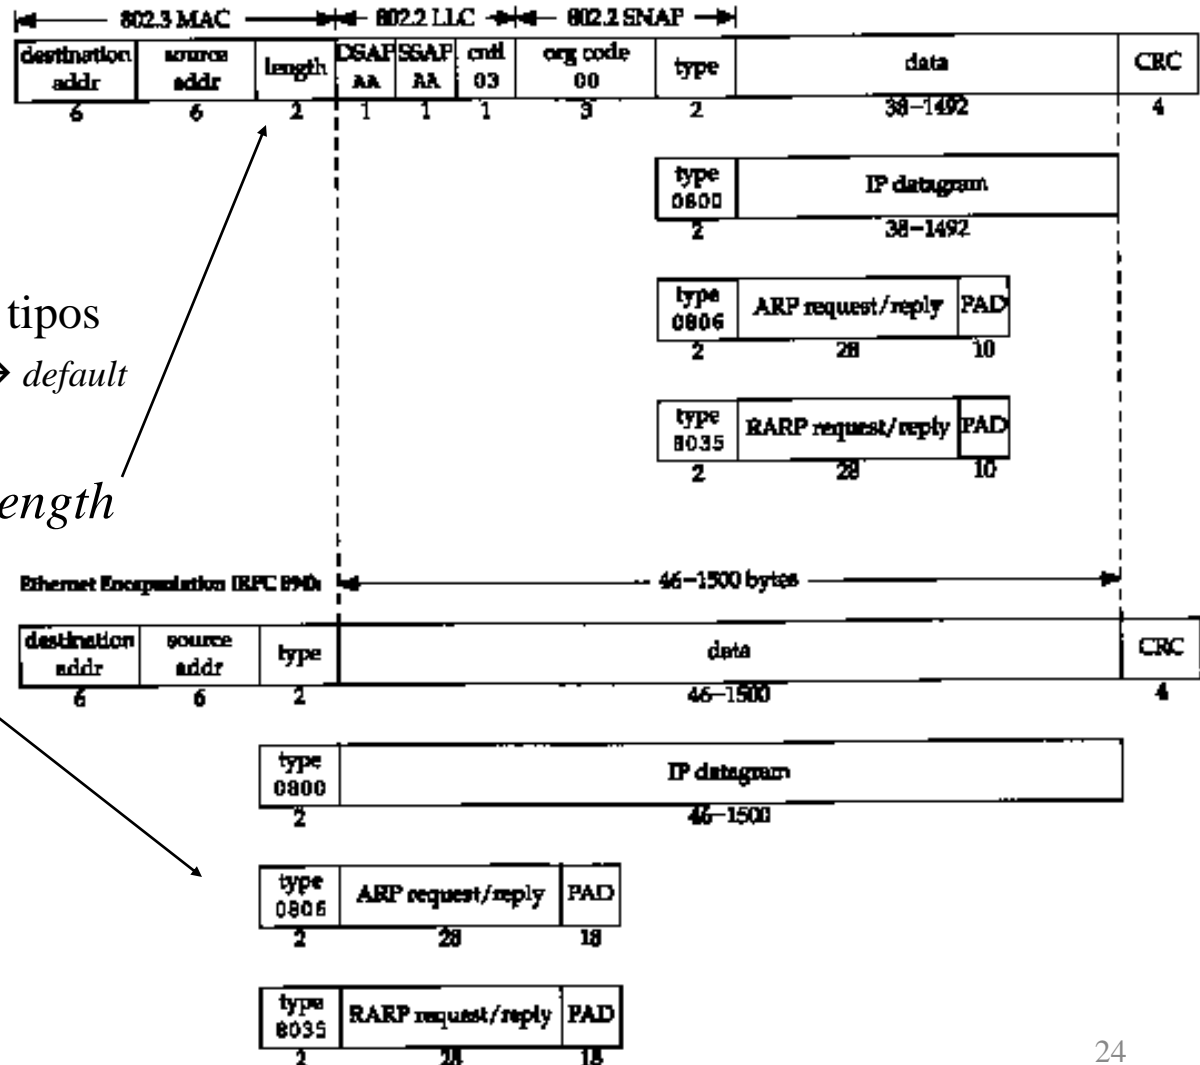 802.3 MAC 802.2 LLC 802.2 SNAP
destination addr source addr length DSAP AA SSAP AA cntl 03 org code 00 type data CRC
6 6 2 1 1 1 3 2 38-1492 4
type 0800 IP datagram
2 38-1492
type 0806 ARP request/reply PAD
2 28 10
tipos
default
type 8035 RARP request/reply PAD
2 28 10
ength
Ethernet Encapsulation (RFC 894): 46-1500 bytes
destination addr source addr type data CRC
6 6 2 46-1500 4
type 0800 IP datagram
2 46-1500
type 0806 ARP request/reply PAD
2 28 18
type 8035 RARP request/reply PAD
2 28 18
24